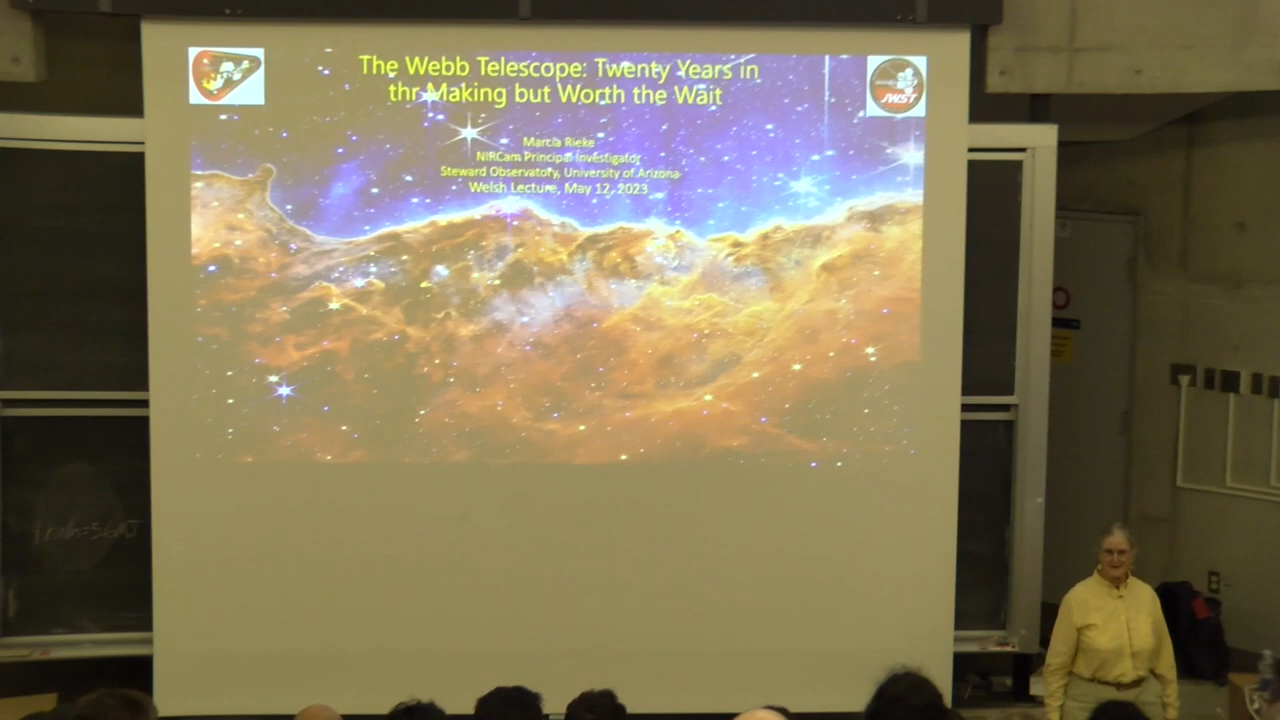 The Webb Telescope: Twenty Years in
thr Making but Worth the Wait
JWST
Marcia Rieke
NIRCam Principal Investigator
Steward Observatory, University of Arizona
Welsh Lecture, May 12, 2023